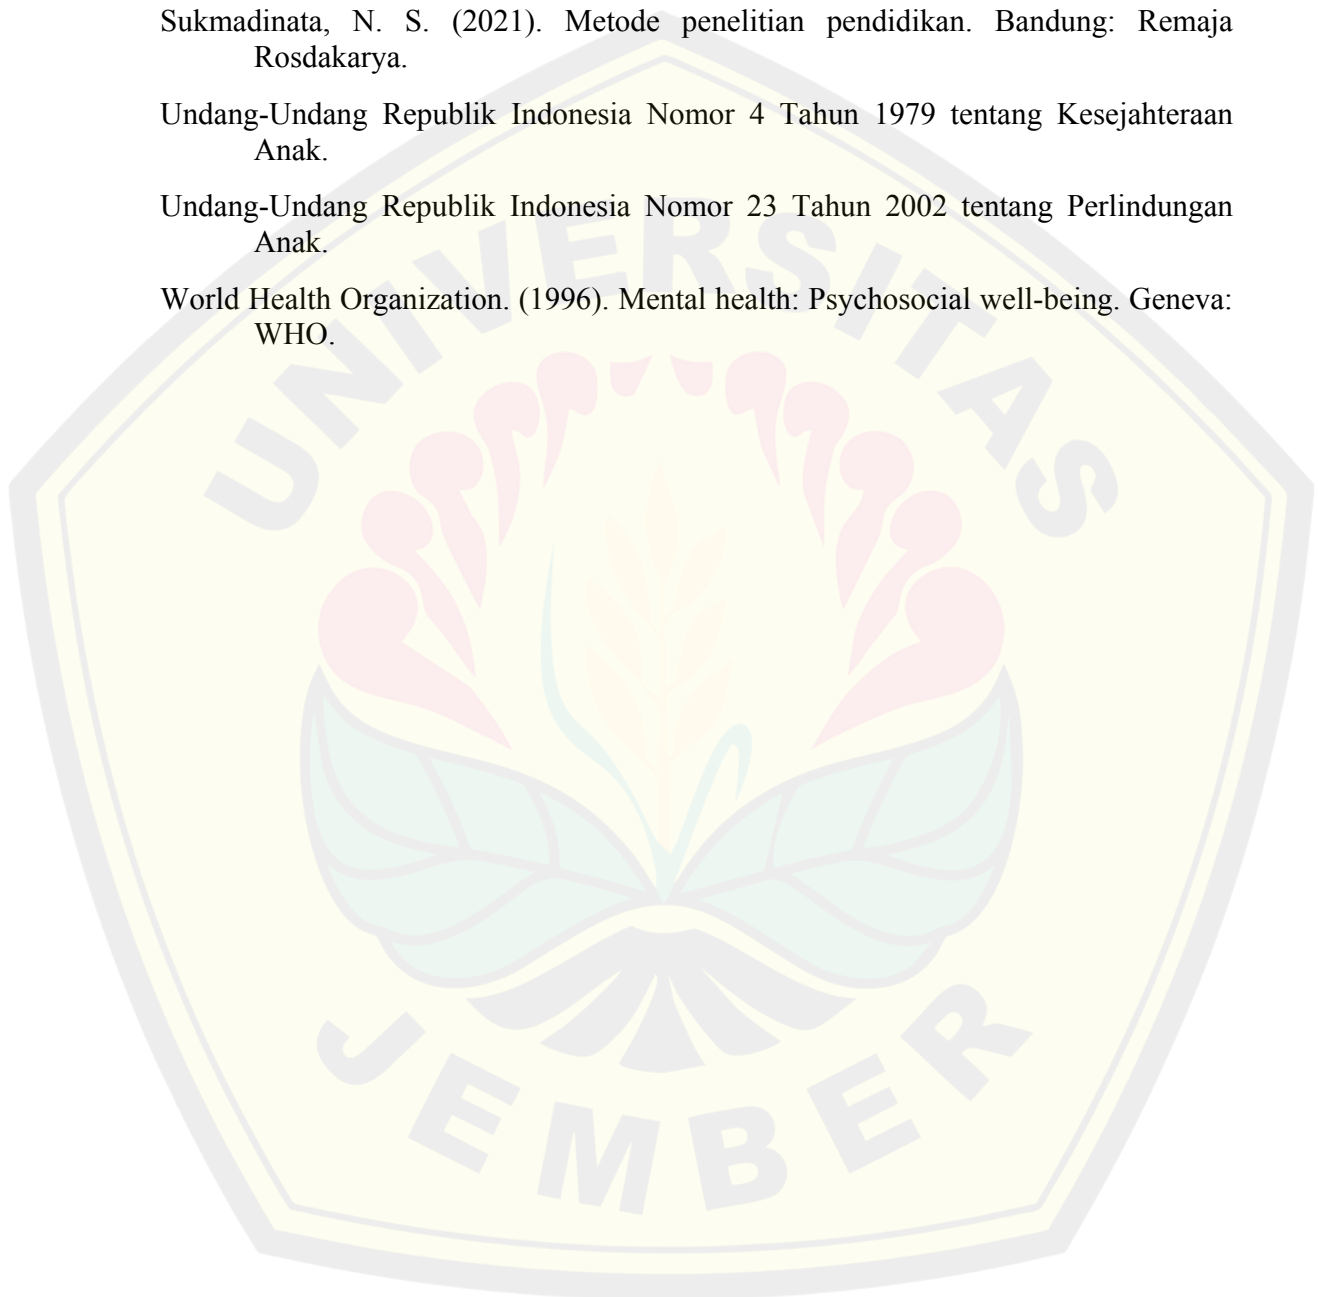 Sukmadinata, N. S. (2021). Metode penelitian pendidikan. Bandung: Remaja
Rosdakarya.
Undang-Undang Republik Indonesia Nomor 4 Tahun 1979 tentang Kesejahteraan
Anak.
Undang-Undang Republik Indonesia Nomor 23 Tahun 2002 tentang Perlindungan
Anak.
World Health Organization. (1996). Mental health: Psychosocial well-being. Geneva:
WHO.
UNIVERSITAS
JEMBER